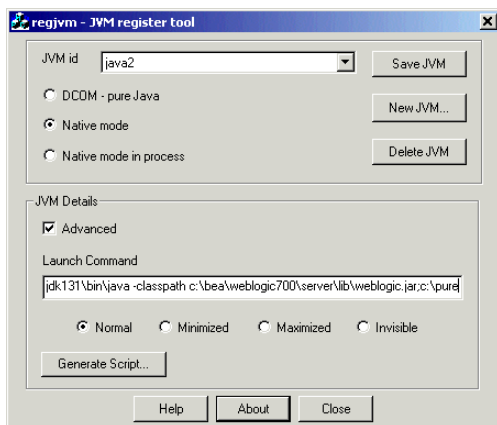 regjvm - JVM register tool
JVM id java2 Save JVM
DCOM - pure Java
New JVM...
Native mode
Native mode in process Delete JVM
JVM Details
Advanced
Launch Command
jdk131\bin\java -classpath c:\bea\weblogic700\server\lib\weblogic.jar;c:\pure
Normal Minimized Maximized Invisible
Generate Script...
Help About Close